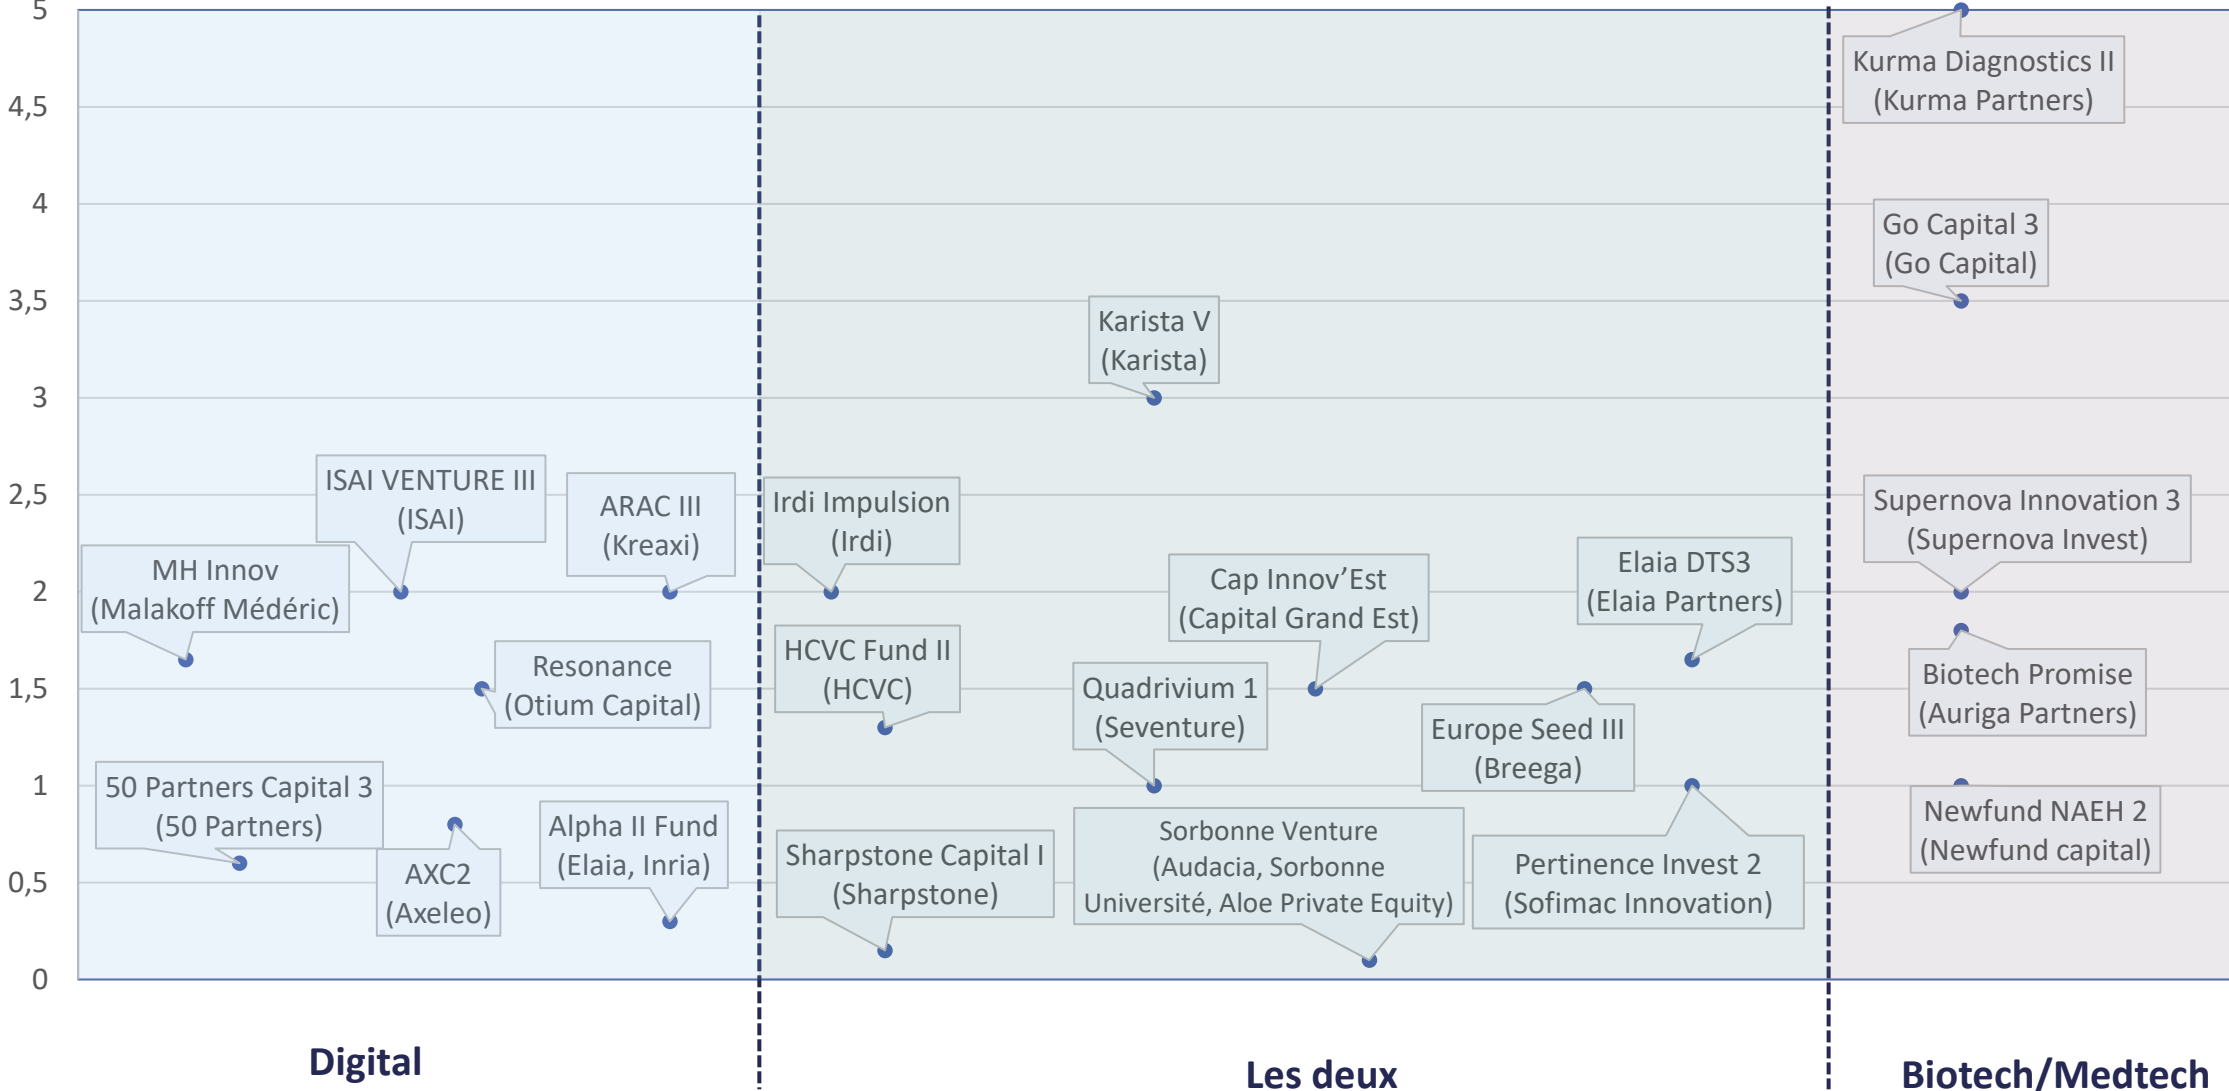 5
4,5
4
3,5
3
2,5
2
1,5
1
0,5
0
MH Innov
(Malakoff Médéric)
ISAI VENTURE III
(ISAI)
ARAC III
(Kreaxi)
Resonance
(Otium Capital)
50 Partners Capital 3
(50 Partners)
AXC2
(Axeleo)
Alpha II Fund
(Elaia, Inria)
Karista V
(Karista)
Irdi Impulsion
(Irdi)
HCVC Fund II
(HCVC)
Cap Innov’Est
(Capital Grand Est)
Elaia DTS3
(Elaia Partners)
Quadrivium 1
(Seventure)
Europe Seed III
(Breega)
Sharpstone Capital I
(Sharpstone)
Sorbonne Venture
(Audacia, Sorbonne
Université, Aloe Private Equity)
Pertinence Invest 2
(Sofimac Innovation)
Kurma Diagnostics II
(Kurma Partners)
Go Capital 3
(Go Capital)
Supernova Innovation 3
(Supernova Invest)
Biotech Promise
(Auriga Partners)
Newfund NAEH 2
(Newfund capital)
Digital
Les deux
Biotech/Medtech